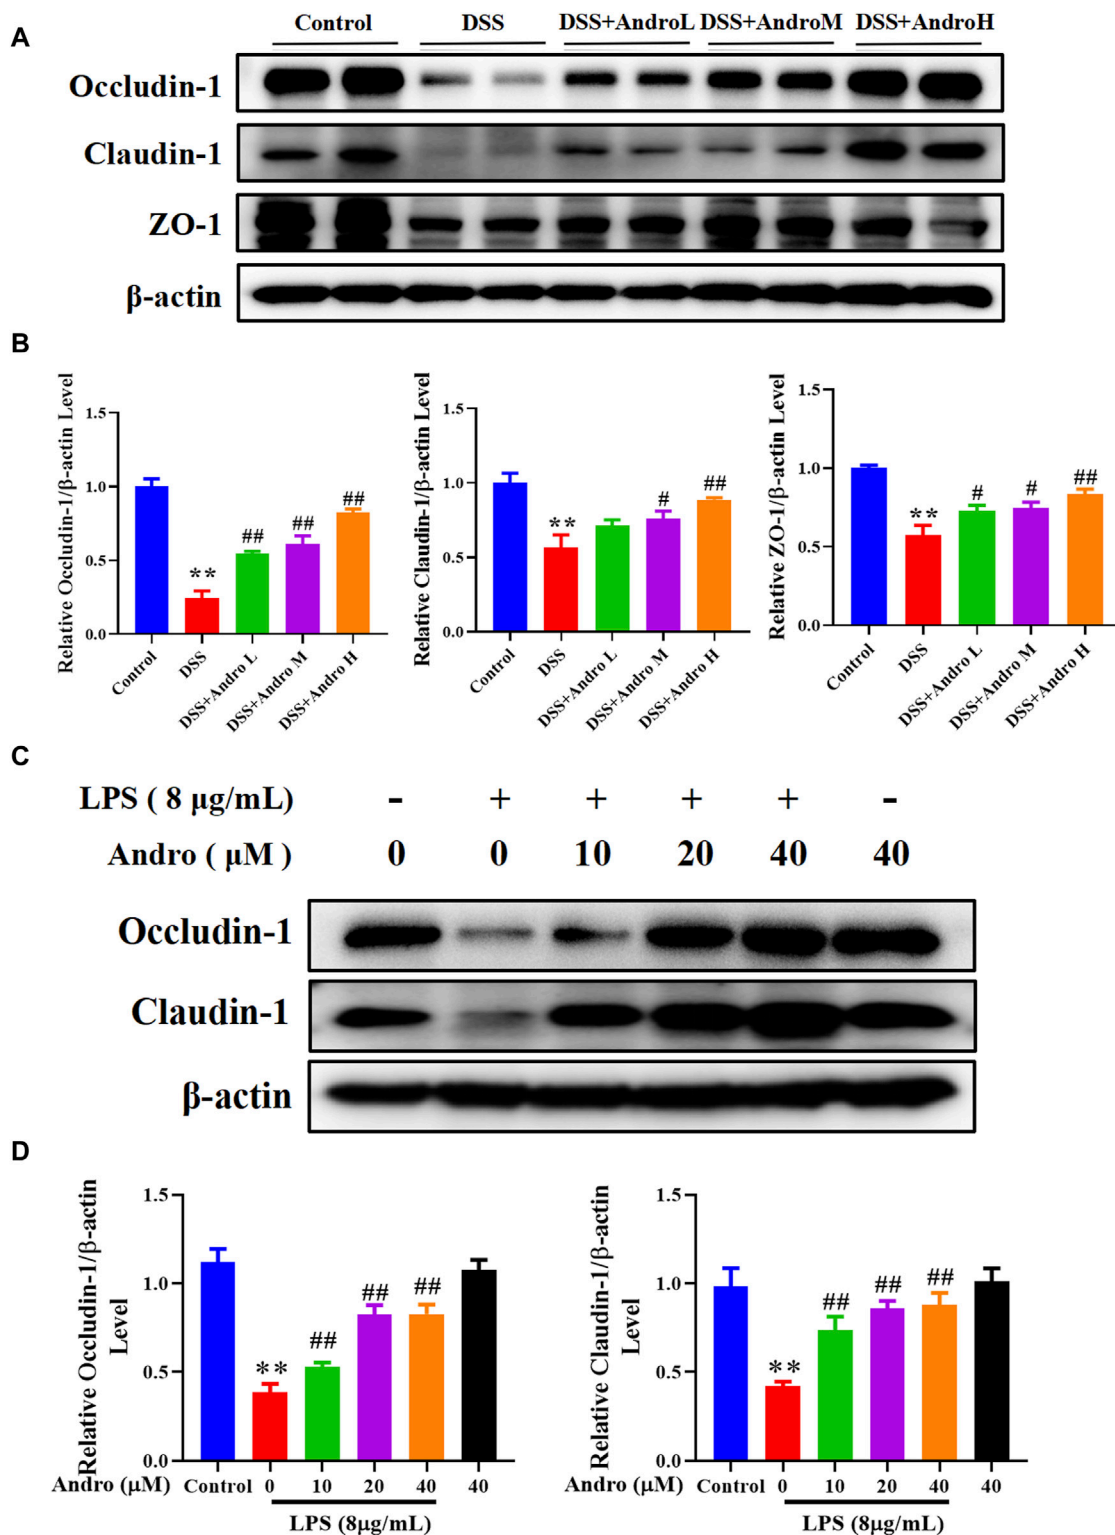 A
Control DSS DSS+AndroL DSS+AndroM DSS+AndroH
Occludin-1
Claudin-1
ZO-1
β-actin
B
Relative Occludin-1/β-actin Level
1.5
1.0
0.5
0.0
**
##
##
##
Control
DSS
DSS+Andro L
DSS+Andro M
DSS+Andro H
Relative Claudin-1/β-actin Level
1.5
1.0
0.5
0.0
**
#
##
Control
DSS
DSS+Andro L
DSS+Andro M
DSS+Andro H
Relative ZO-1/β-actin Level
1.5
1.0
0.5
0.0
**
#
#
##
Control
DSS
DSS+Andro L
DSS+Andro M
DSS+Andro H
C
LPS ( 8 μg/mL) - + + + + -
Andro ( μM ) 0 0 10 20 40 40
Occludin-1
Claudin-1
β-actin
D
Relative Occludin-1/β-actin
Level
1.5
1.0
0.5
0.0
**
##
##
##
Andro (μM) Control 0 10 20 40 40
LPS (8μg/mL)
Relative Claudin-1/β-actin
Level
1.5
1.0
0.5
0.0
**
##
##
##
Andro (μM) Control 0 10 20 40 40
LPS (8μg/mL)